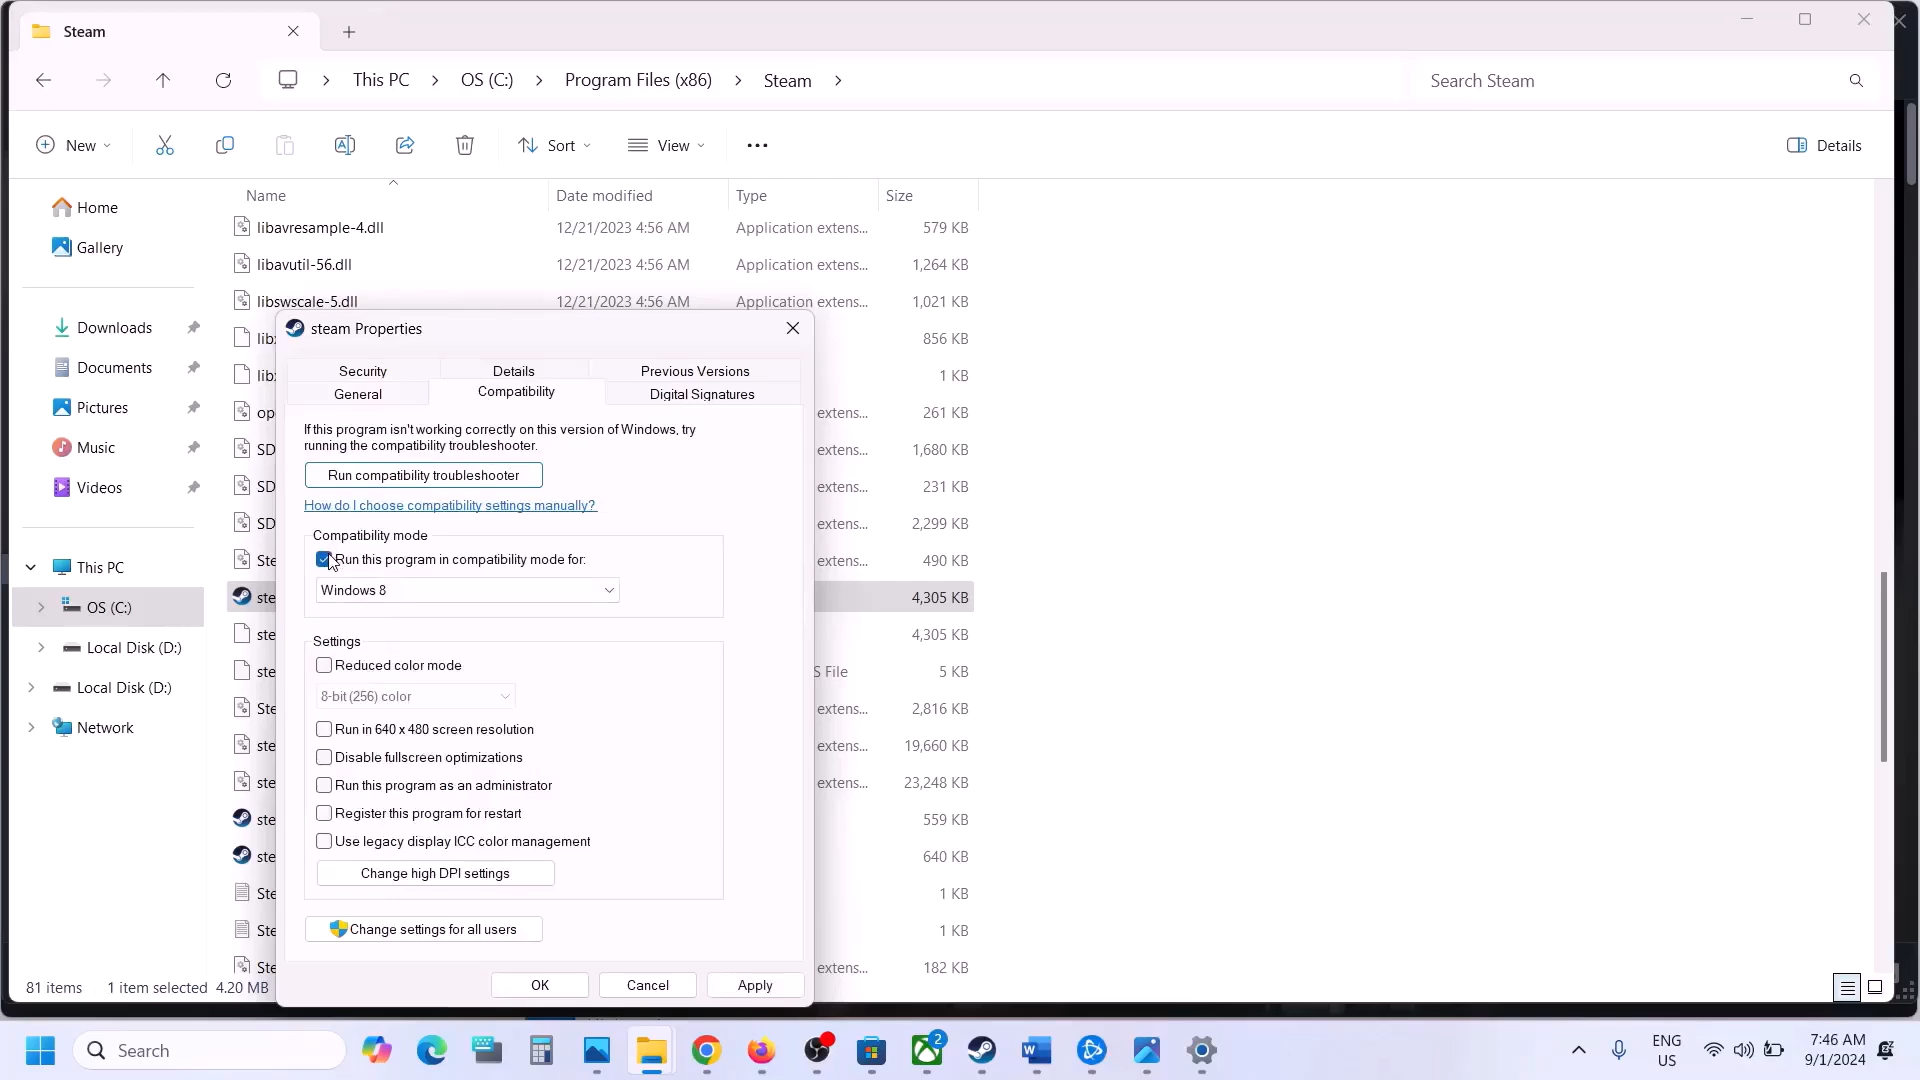 Steam
This PC
OS (C:)
Program Files (x86)
Steam
Search Steam
New
Sort
View
Details
Home
Gallery
Downloads
Documents
Pictures
Music
Videos
This PC
OS (C:)
Local Disk (D:)
Local Disk (D:)
Network
Name Date modified Type Size
libavresample-4.dll 12/21/2023 4:56 AM Application extens... 579 KB
libavutil-56.dll 12/21/2023 4:56 AM Application extens... 1,264 KB
libswscale-5.dll 12/21/2023 4:56 AM Application extens... 1,021 KB
856 KB
1 KB
extens... 261 KB
SD extens... 1,680 KB
SD extens... 231 KB
SD extens... 2,299 KB
Ste extens... 490 KB
ste 4,305 KB
ste 4,305 KB
ste S File 5 KB
Ste extens... 2,816 KB
ste extens... 19,660 KB
ste extens... 23,248 KB
ste 559 KB
ste 640 KB
Ste 1 KB
Ste 1 KB
Ste extens... 182 KB
steam Properties
Security Details Previous Versions
General Compatibility Digital Signatures
If this program isn't working correctly on this version of Windows, try
running the compatibility troubleshooter.
Run compatibility troubleshooter
How do I choose compatibility settings manually?
Compatibility mode
Run this program in compatibility mode for:
Windows 8
Settings
Reduced color mode
8-bit (256) color
Run in 640 x 480 screen resolution
Disable fullscreen optimizations
Run this program as an administrator
Register this program for restart
Use legacy display ICC color management
Change high DPI settings
Change settings for all users
OK Cancel Apply
81 items 1 item selected 4.20 MB
Search
2
ENG
US
7:46 AM
9/1/2024